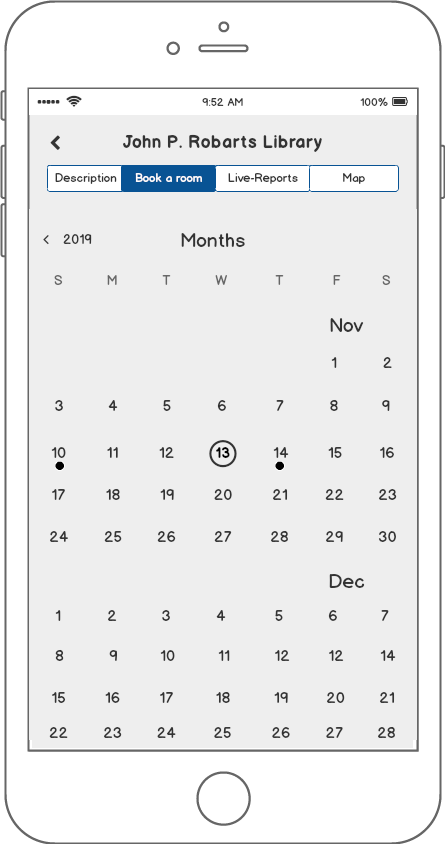 9:52 AM 100%
John P. Robarts Library
Description Book a room Live-Reports Map
2019 Months
S M T W T F S
Nov
1 2
3 4 5 6 7 8 9
10 11 12 13 14 15 16
17 18 19 20 21 22 23
24 25 26 27 28 29 30
Dec
1 2 3 4 5 6 7
8 9 10 11 12 12 14
15 16 17 18 19 20 21
22 23 24 25 26 27 28